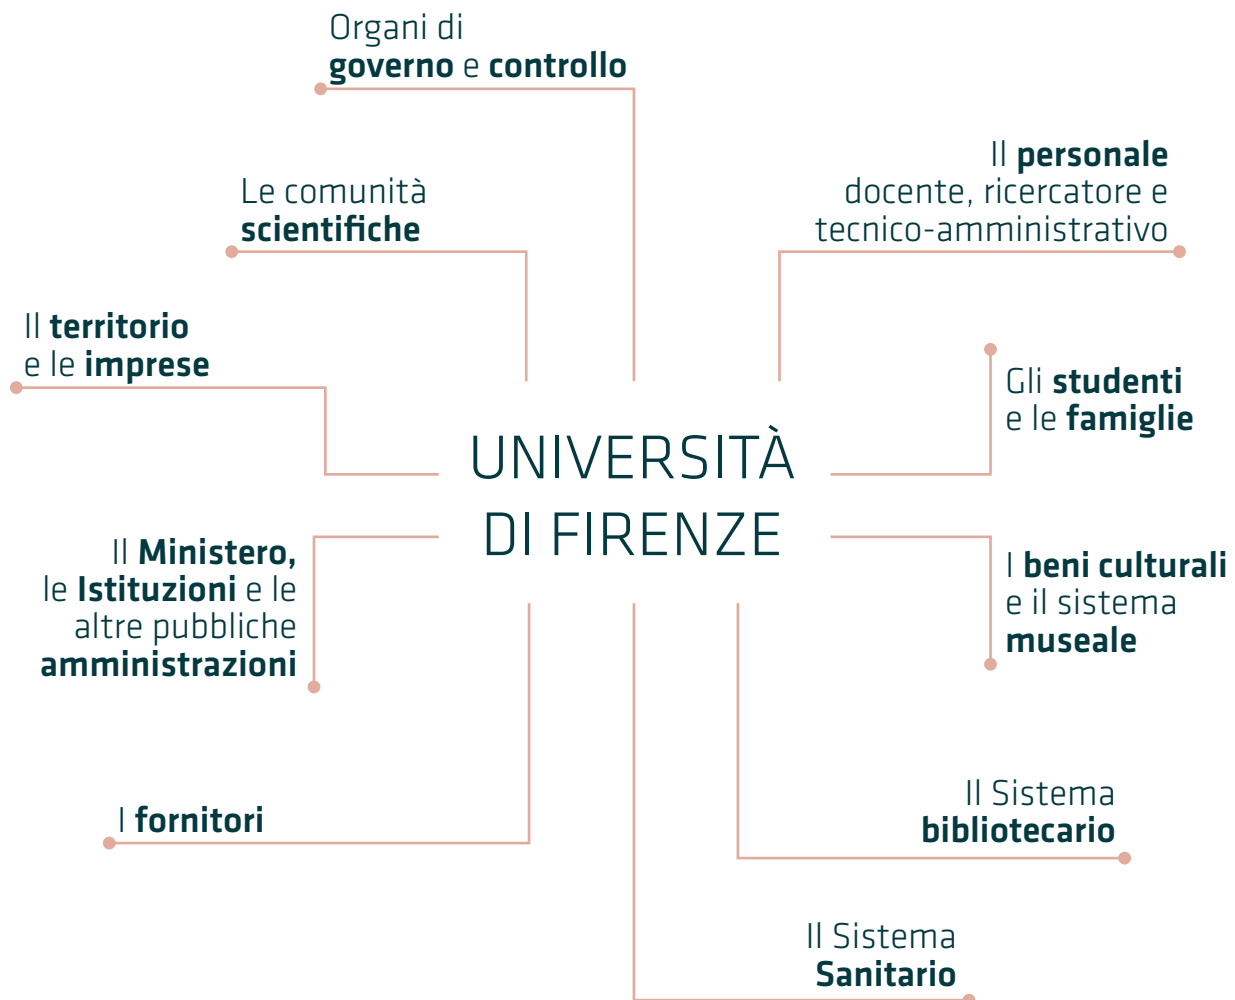 Organi di
governo e controllo
Il personale
docente, ricercatore e
tecnico-amministrativo
Le comunità
scientifiche
Il territorio
e le imprese
Gli studenti
e le famiglie
UNIVERSITÀ
DI FIRENZE
Il Ministero,
le Istituzioni e le
altre pubbliche
amministrazioni
I beni culturali
e il sistema
museale
I fornitori
Il Sistema
bibliotecario
Il Sistema
Sanitario